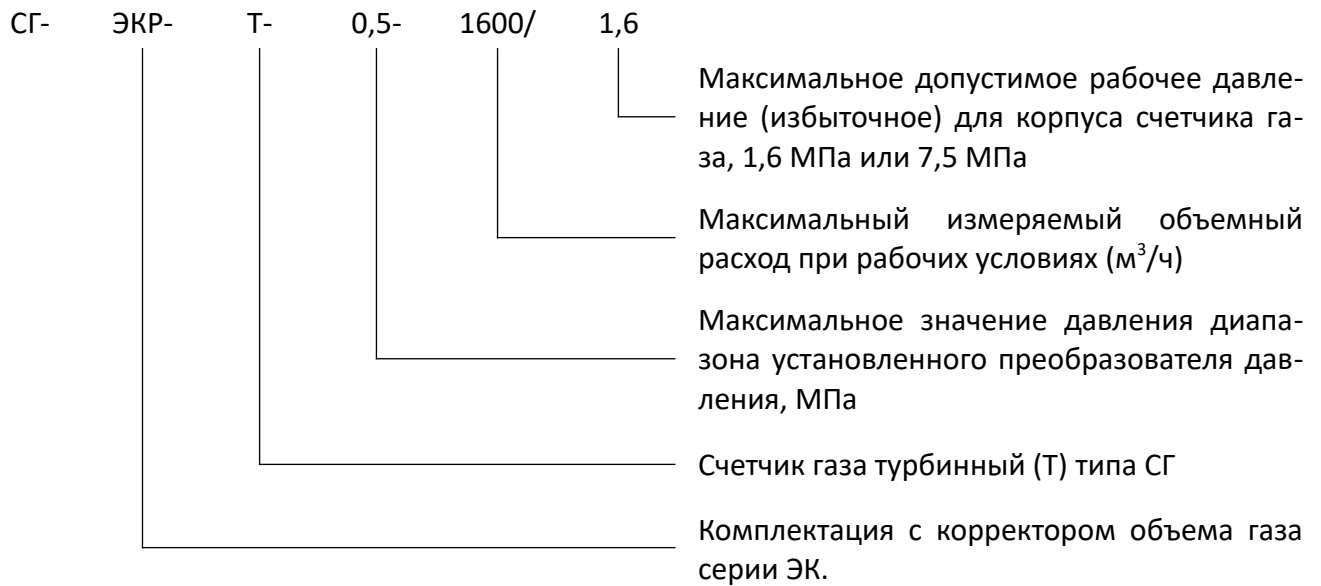 СГ- ЭКР- Т- 0,5- 1600/ 1,6
Максимальное допустимое рабочее давле-
ние (избыточное) для корпуса счетчика га-
за, 1,6 МПа или 7,5 МПа
Максимальный измеряемый объемный
расход при рабочих условиях (м³/ч)
Максимальное значение давления диапа-
зона установленного преобразователя дав-
ления, МПа
Счетчик газа турбинный (Т) типа СГ
Комплектация с корректором объема газа
серии ЭК.